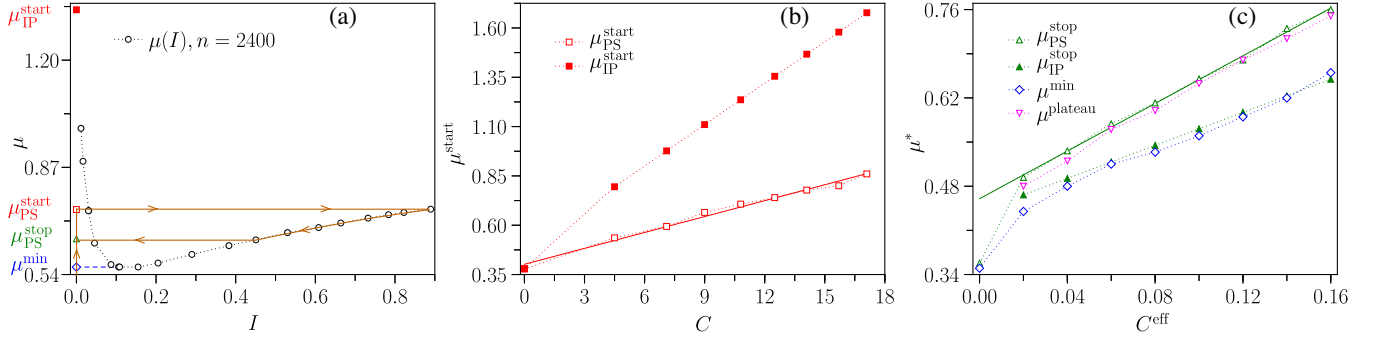 (a)
μ(I), n = 2400
μ_IP^start
1.20
0.87
μ_PS^start
μ_PS^stop
μ^min
0.54
μ
0.0 0.2 0.4 0.6 0.8
I
(b)
μ_PS^start
μ_IP^start
1.60
1.35
1.10
0.85
0.60
0.35
μ^start
0 3 6 9 12 15 18
C
(c)
μ_PS^stop
μ_IP^stop
μ^min
μ^plateau
0.76
0.62
0.48
0.34
μ*
0.00 0.04 0.08 0.12 0.16
C^eff